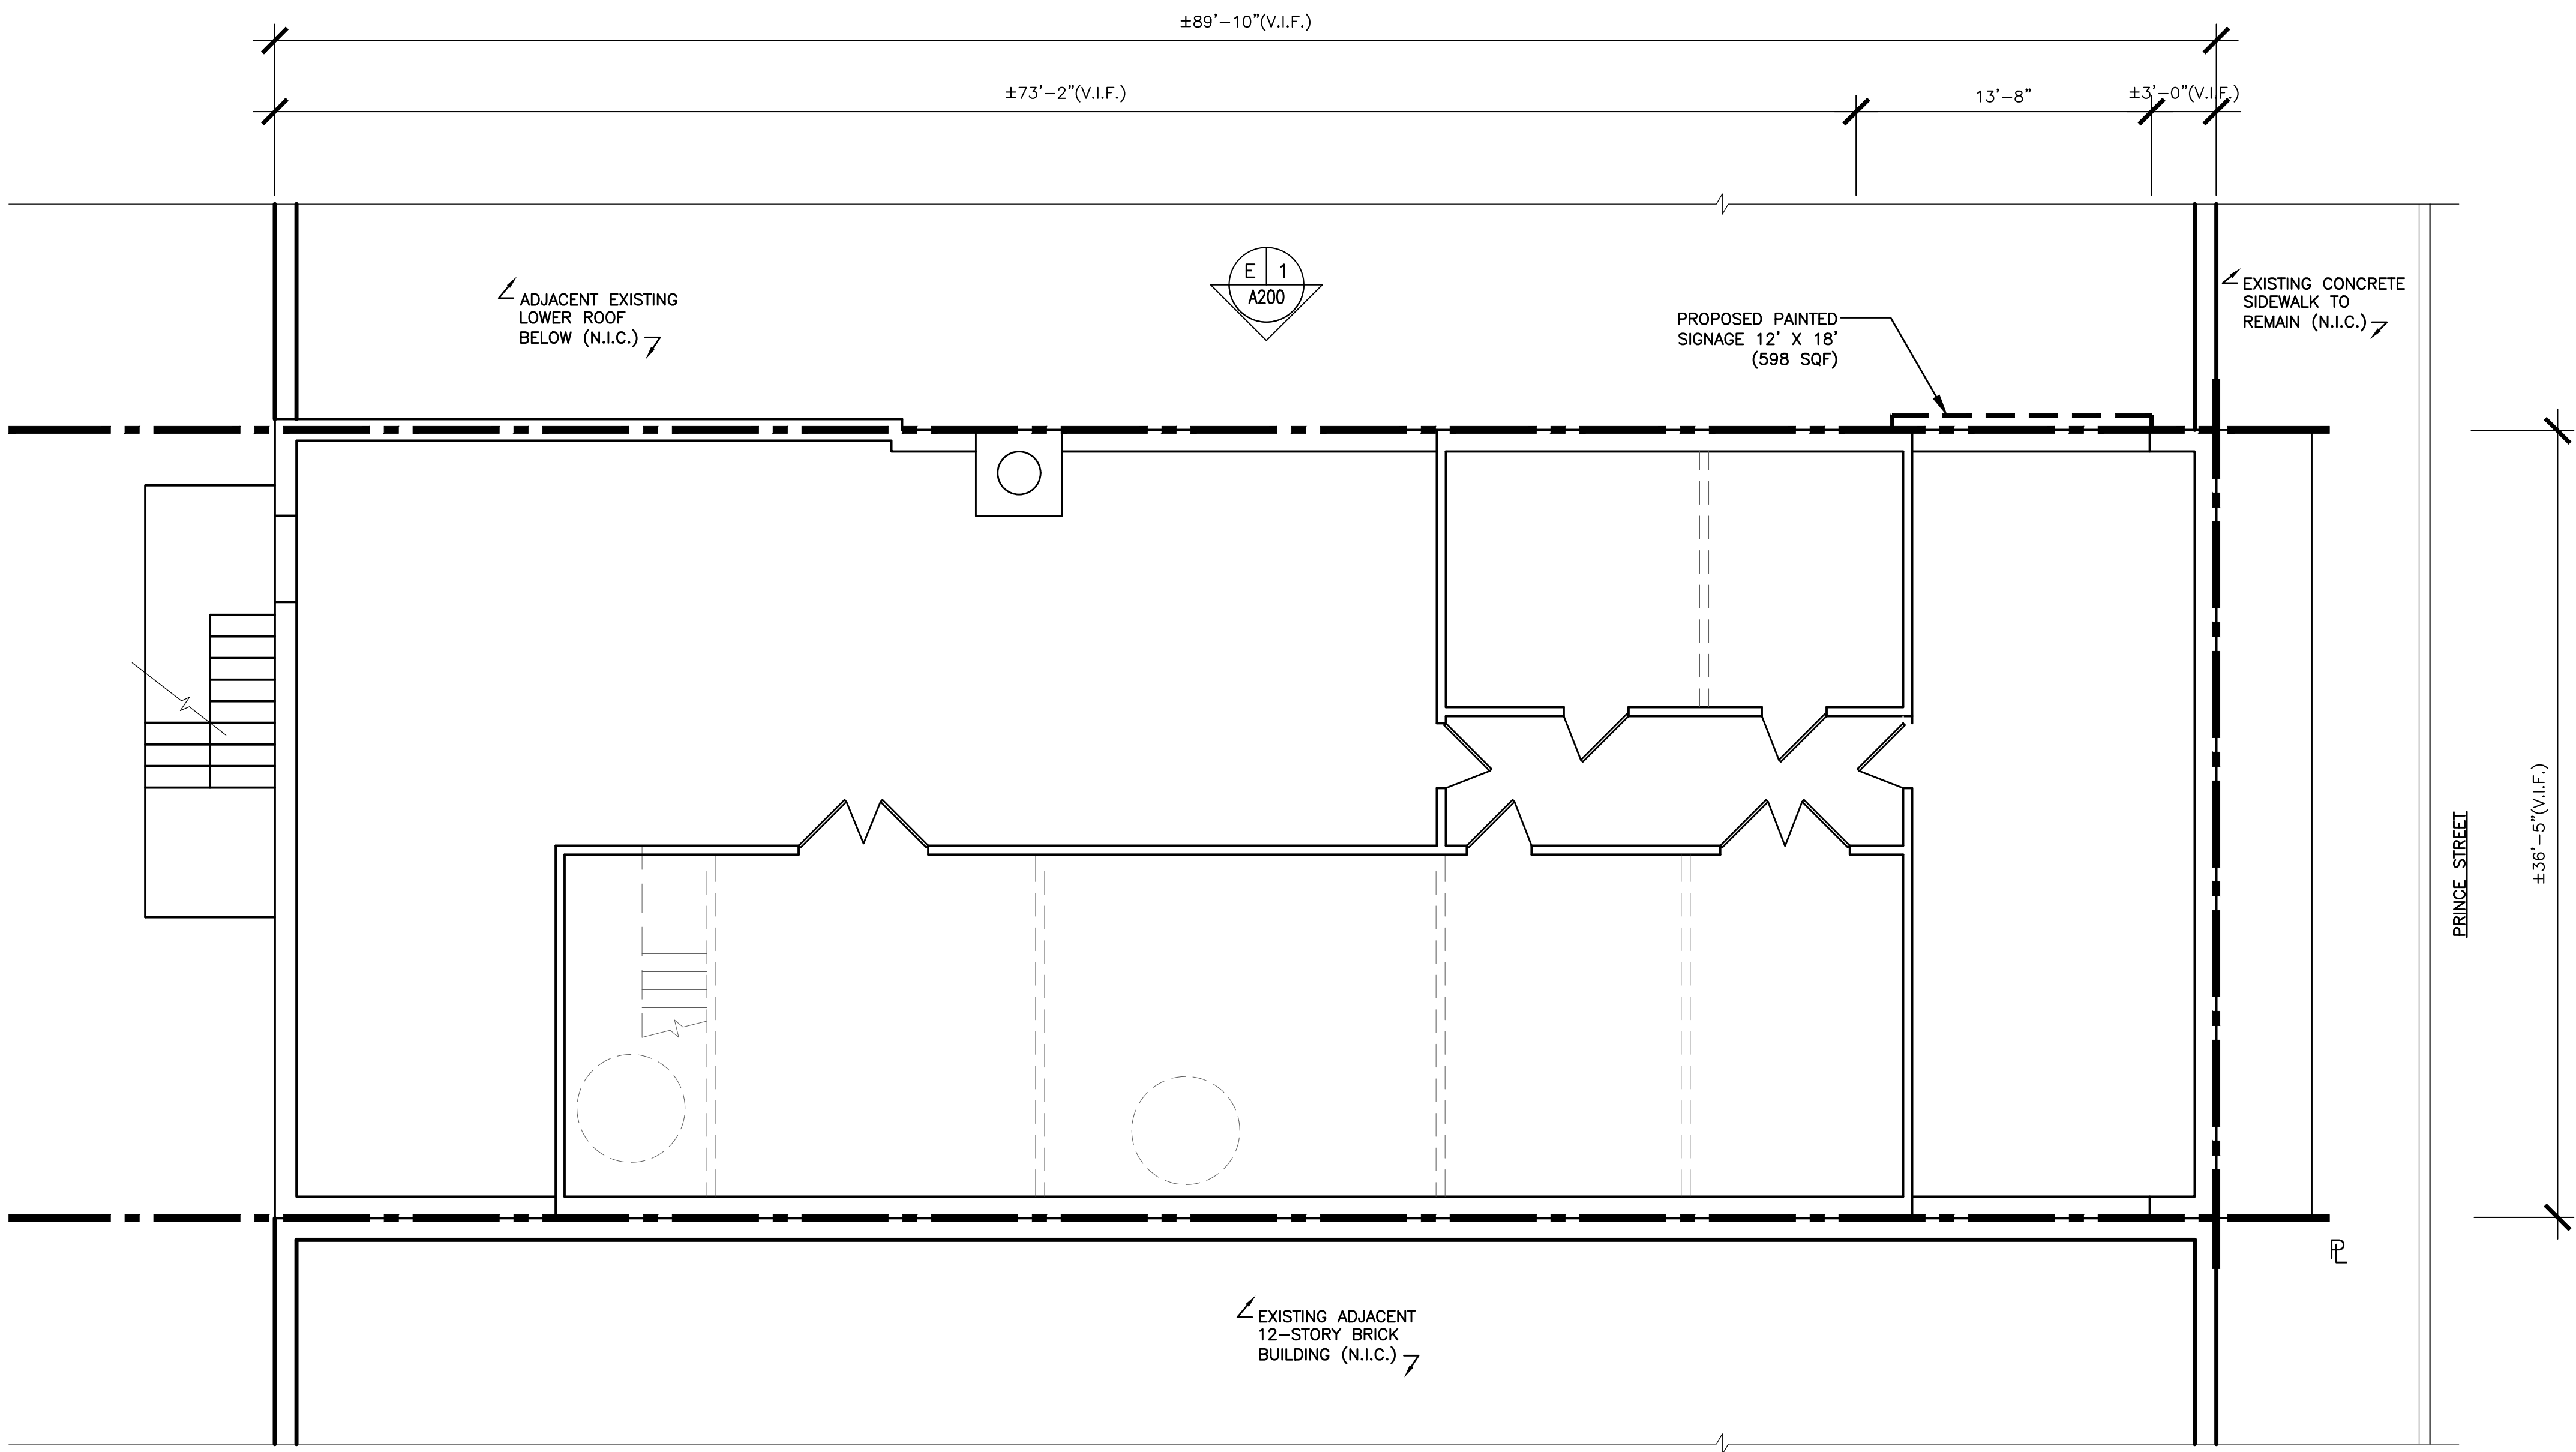 ±89'-10"(V.I.F.)
±73'-2"(V.I.F.)
13'-8"
±3'-0"(V.I.F.)
E 1
A200
ADJACENT EXISTING
LOWER ROOF
BELOW (N.I.C.)
EXISTING CONCRETE
SIDEWALK TO
REMAIN (N.I.C.)
PROPOSED PAINTED
SIGNAGE 12' X 18'
(598 SQF)
±36'-5"(V.I.F.)
PRINCE STREET
PL
EXISTING ADJACENT
12-STORY BRICK
BUILDING (N.I.C.)